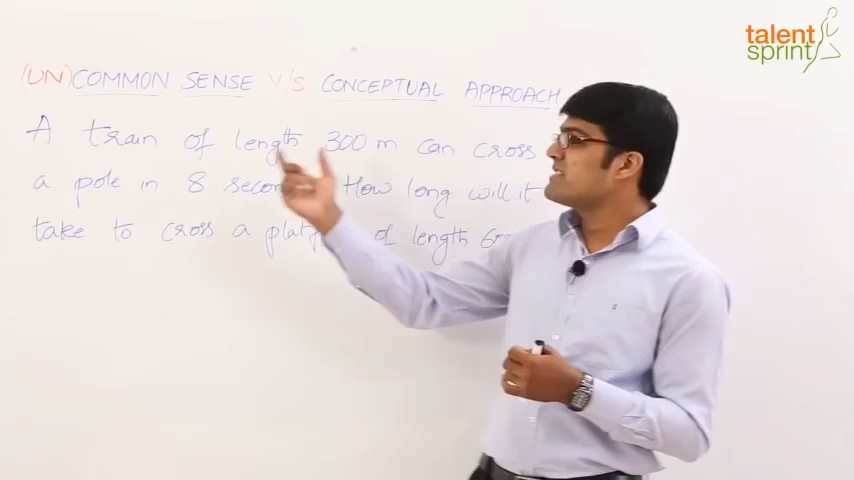 talent
sprint
(UN)COMMON SENSE V/S CONCEPTUAL APPROACH
A train of length 300 m can cross
a pole in 8 How long will it
take to cross a of length